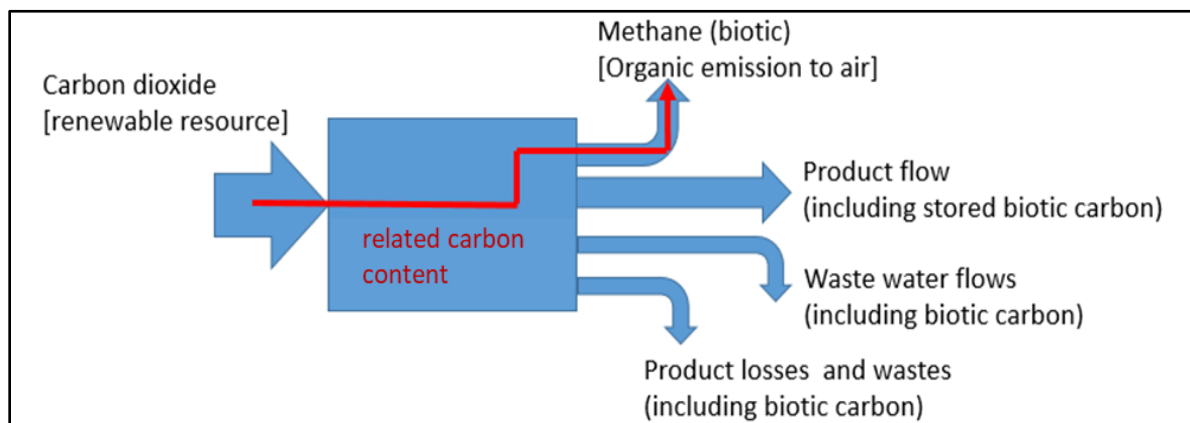 Methane (biotic)
[Organic emission to air]
Carbon dioxide
[renewable resource]
Product flow
(including stored biotic carbon)
related carbon
content
Waste water flows
(including biotic carbon)
Product losses and wastes
(including biotic carbon)